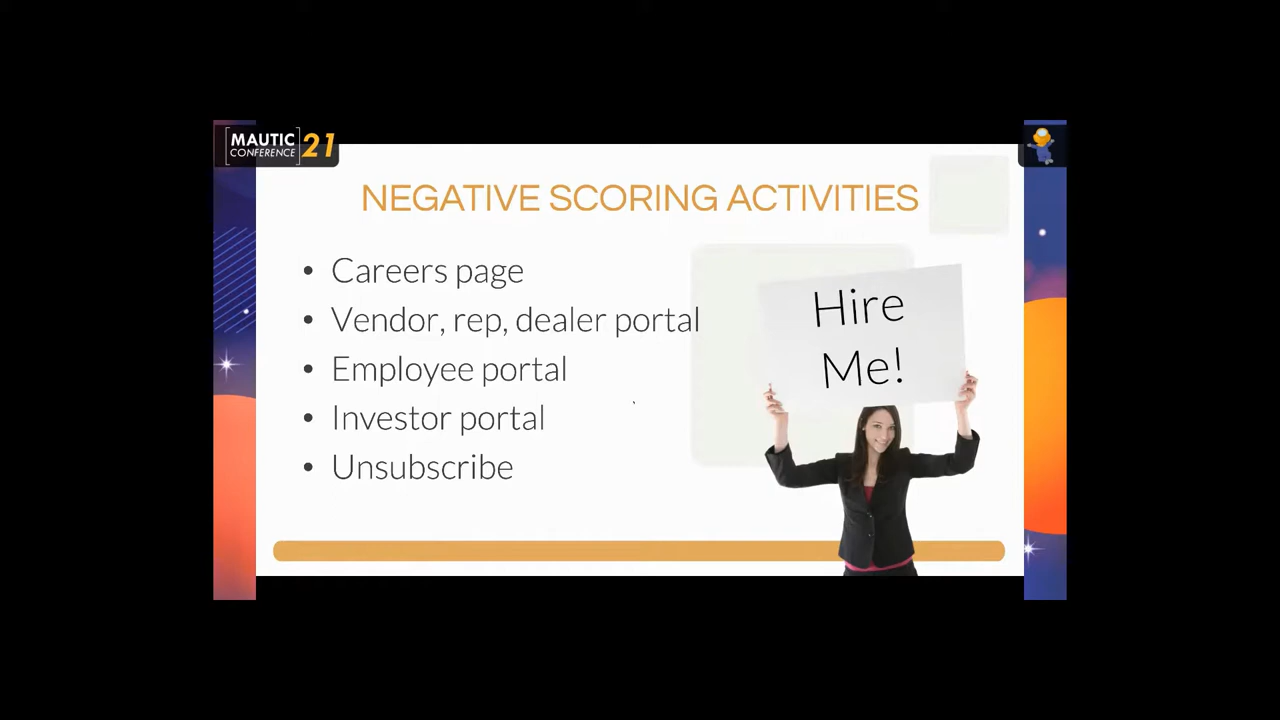 MAUTIC
CONFERENCE 21
NEGATIVE SCORING ACTIVITIES
• Careers page
• Vendor, rep, dealer portal
• Employee portal
• Investor portal
• Unsubscribe
Hire
Me!